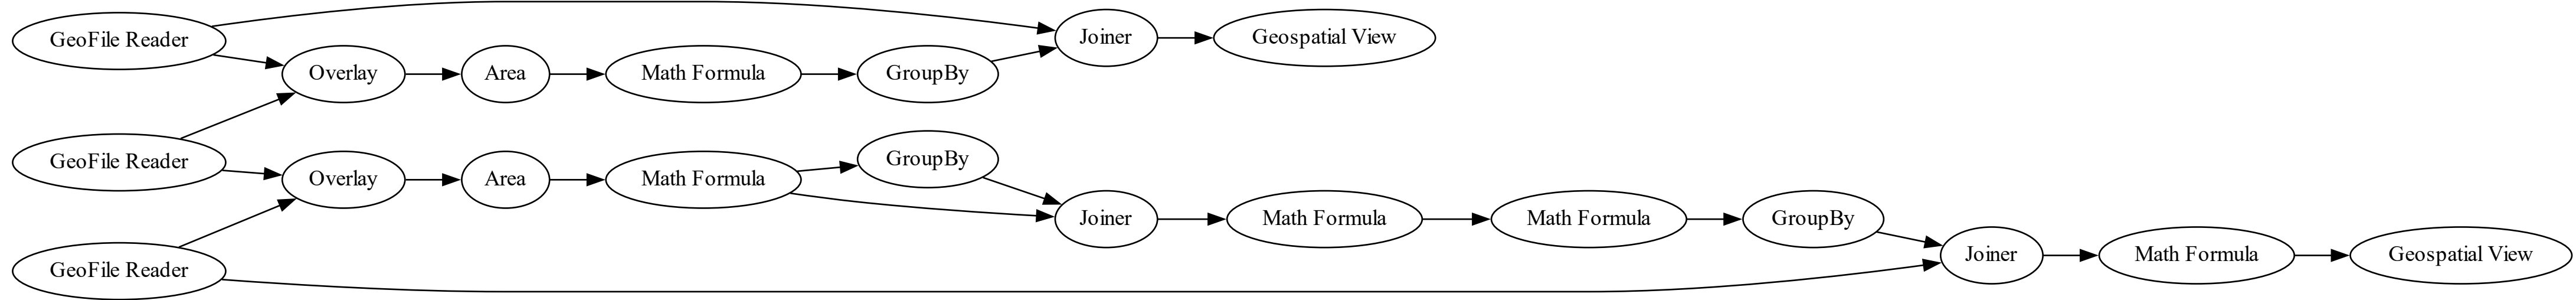 GeoFile Reader
Overlay
Area
Math Formula
GroupBy
Joiner
Geospatial View
GeoFile Reader
Overlay
Area
Math Formula
GroupBy
Joiner
Math Formula
Math Formula
GroupBy
GeoFile Reader
Joiner
Math Formula
Geospatial View